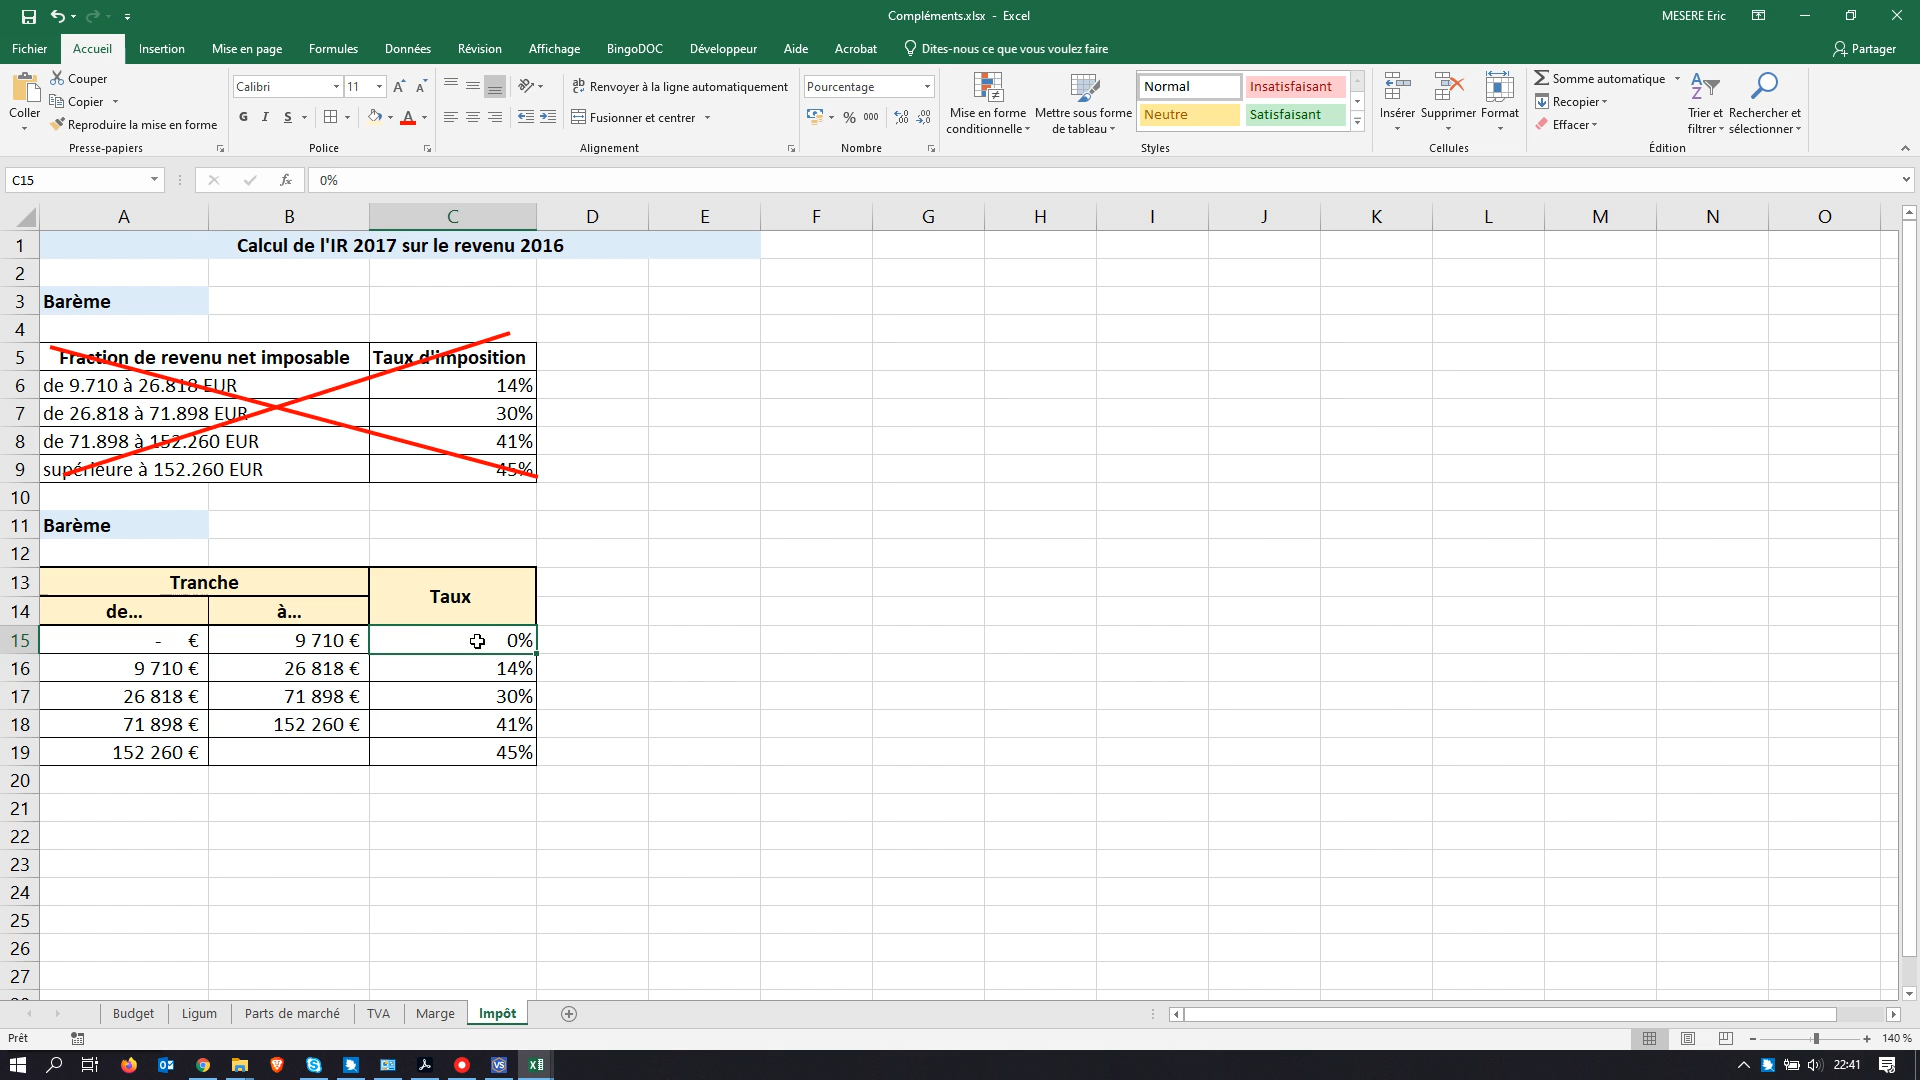 Compléments.xlsx - Excel
MESERE Eric
Fichier Accueil Insertion Mise en page Formules Données Révision Affichage BingoDOC Développeur Aide Acrobat Dites-nous ce que vous voulez faire Partager
Coller
Couper
Copier
Reproduire la mise en forme
Presse-papiers
Calibri 11
G I S
Police
Renvoyer à la ligne automatiquement
Fusionner et centrer
Alignement
Pourcentage
% 000
Nombre
Mise en forme conditionnelle
Mettre sous forme de tableau
Normal Insatisfaisant
Neutre Satisfaisant
Styles
Insérer Supprimer Format
Cellules
Somme automatique
Recopier
Effacer
Trier et filtrer
Rechercher et sélectionner
Édition
C15 fx 0%
A B C D E F G H I J K L M N O
1 Calcul de l'IR 2017 sur le revenu 2016
2
3 Barème
4
5 Fraction de revenu net imposable Taux d'imposition
6 de 9.710 à 26.818 EUR 14%
7 de 26.818 à 71.898 EUR 30%
8 de 71.898 à 152.260 EUR 41%
9 supérieure à 152.260 EUR 45%
10
11 Barème
12
13 Tranche Taux
14 de... à...
15 - € 9 710 € 0%
16 9 710 € 26 818 € 14%
17 26 818 € 71 898 € 30%
18 71 898 € 152 260 € 41%
19 152 260 € 45%
20
21
22
23
24
25
26
27
Budget Ligum Parts de marché TVA Marge Impôt
Prêt 140 %
22:41